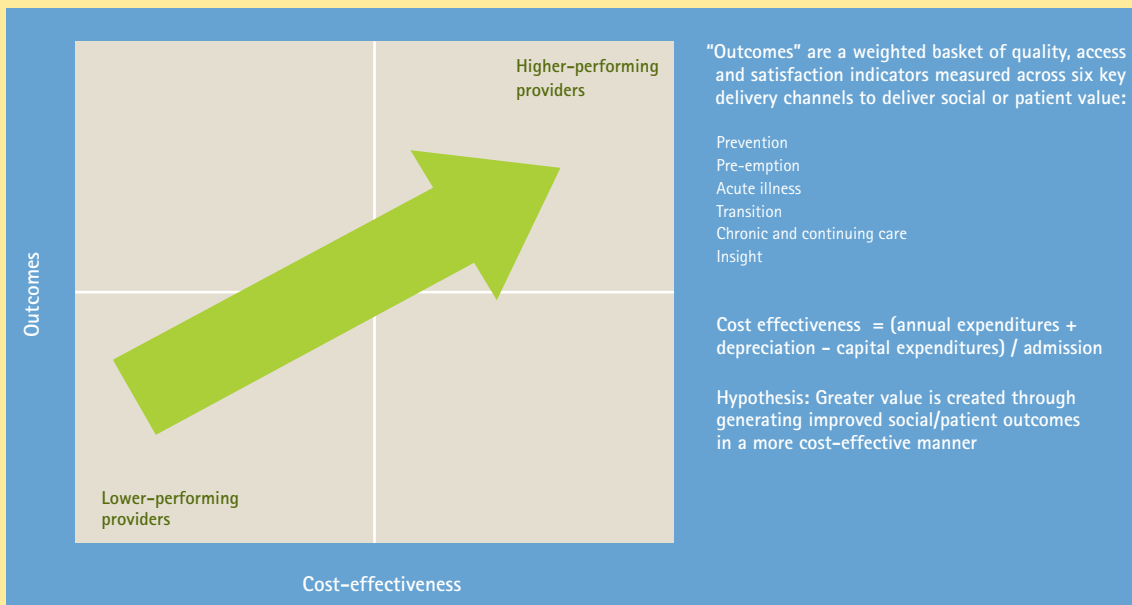 Higher-performing
providers
Outcomes
Lower-performing
providers
Cost-effectiveness
“Outcomes” are a weighted basket of quality, access
and satisfaction indicators measured across six key
delivery channels to deliver social or patient value:
Prevention
Pre-emption
Acute illness
Transition
Chronic and continuing care
Insight
Cost effectiveness = (annual expenditures +
depreciation - capital expenditures) / admission
Hypothesis: Greater value is created through
generating improved social/patient outcomes
in a more cost-effective manner